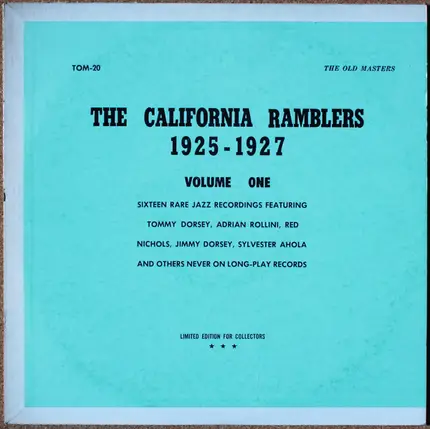 TOM-20 THE OLD MASTERS
THE CALIFORNIA RAMBLERS
1925-1927
VOLUME ONE
SIXTEEN RARE JAZZ RECORDINGS FEATURING
TOMMY DORSEY, ADRIAN ROLLINI, RED
NICHOLS, JIMMY DORSEY, SYLVESTER AHOLA
AND OTHERS NEVER ON LONG-PLAY RECORDS
LIMITED EDITION FOR COLLECTORS
★ ★ ★